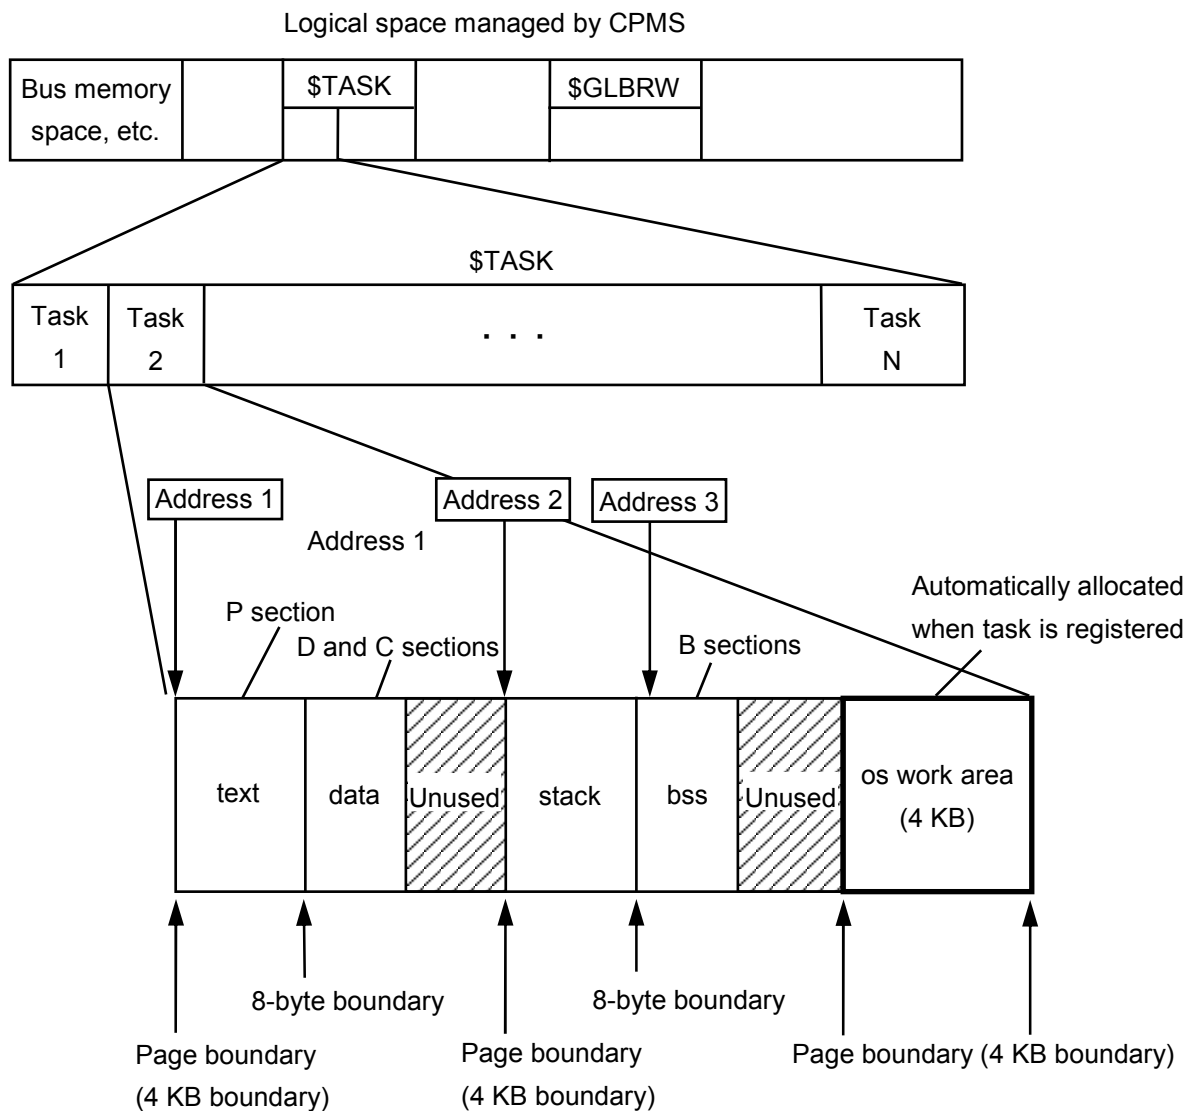 Logical space managed by CPMS
Bus memory
space, etc.
$TASK
$GLBRW
$TASK
Task
1
Task
2
. . .
Task
N
Address 1
Address 2
Address 3
Address 1
Automatically allocated
when task is registered
P section
D and C sections
B sections
text
data
Unused
stack
bss
Unused
os work area
(4 KB)
8-byte boundary
8-byte boundary
Page boundary
(4 KB boundary)
Page boundary
(4 KB boundary)
Page boundary (4 KB boundary)